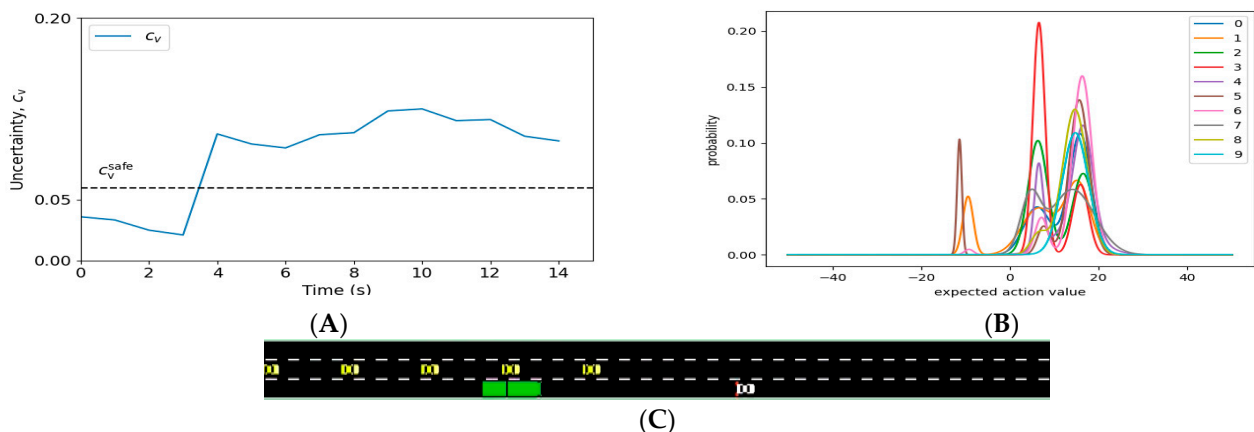 0.20
c_v
Uncertainty, c_v
c_v^safe
0.05
0.00
0 2 4 6 8 10 12 14
Time (s)
(A)
0.20
0.15
0.10
0.05
0.00
probability
−40 −20 0 20 40
expected action value
0
1
2
3
4
5
6
7
8
9
(B)
(C)